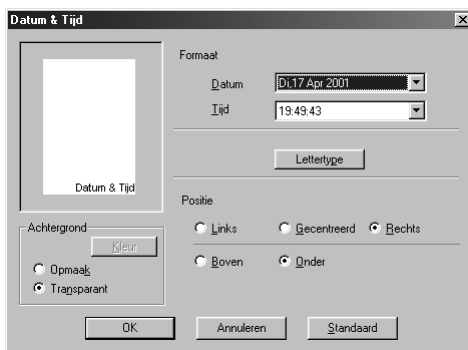 Datum & Tijd
Datum & Tijd
Achtergrond
Kleur
Opmaak
Transparant
Formaat
Datum Di,17 Apr 2001
Tijd 19:49:43
Lettertype
Positie
Links Gecentreerd Rechts
Boven Onder
OK Annuleren Standaard